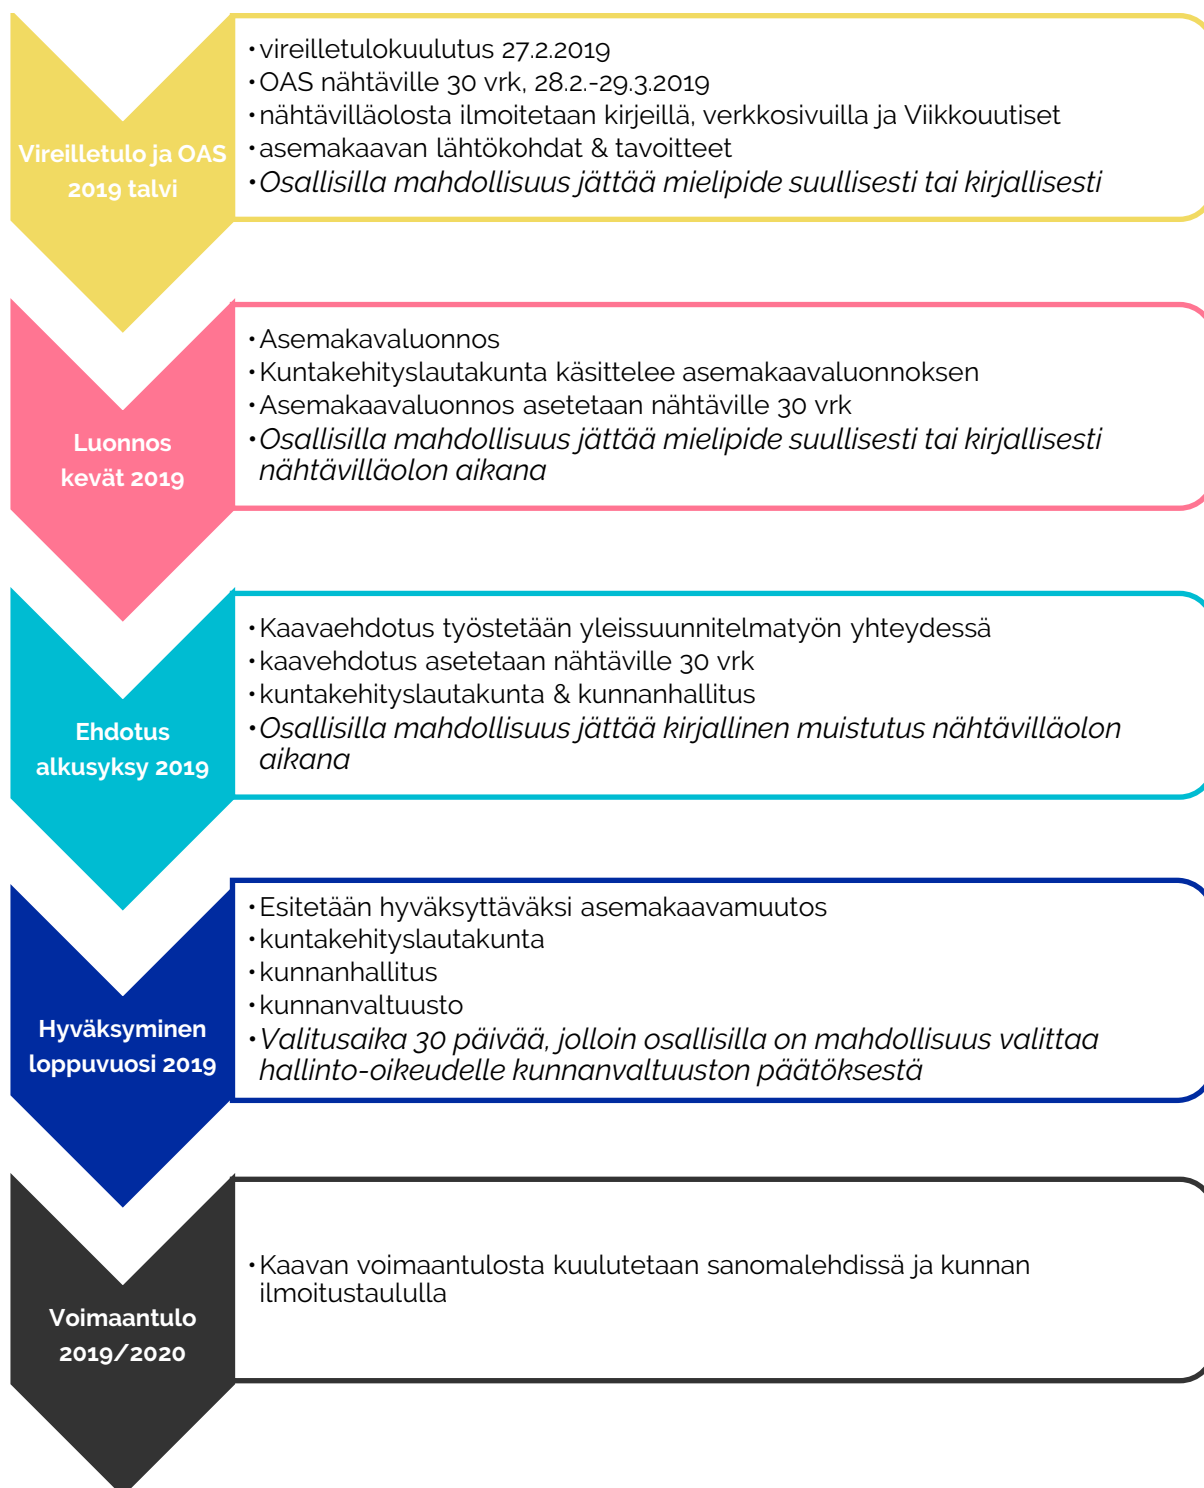 Vireilletulo ja OAS
2019 talvi
•vireilletulokuulutus 27.2.2019
•OAS nähtäville 30 vrk, 28.2.-29.3.2019
•nähtävilläolosta ilmoitetaan kirjeillä, verkkosivuilla ja Viikkouutiset
•asemakaavan lähtökohdat & tavoitteet
•Osallisilla mahdollisuus jättää mielipide suullisesti tai kirjallisesti
Luonnos
kevät 2019
•Asemakavaluonnos
•Kuntakehityslautakunta käsittelee asemakaavaluonnoksen
•Asemakaavaluonnos asetetaan nähtäville 30 vrk
•Osallisilla mahdollisuus jättää mielipide suullisesti tai kirjallisesti
nähtävilläolon aikana
Ehdotus
alkusyksy 2019
•Kaavaehdotus työstetään yleissuunnitelmatyön yhteydessä
•kaavehdotus asetetaan nähtäville 30 vrk
•kuntakehityslautakunta & kunnanhallitus
•Osallisilla mahdollisuus jättää kirjallinen muistutus nähtävilläolon
aikana
Hyväksyminen
loppuvuosi 2019
•Esitetään hyväksyttäväksi asemakaavamuutos
•kuntakehityslautakunta
•kunnanhallitus
•kunnanvaltuusto
•Valitusaika 30 päivää, jolloin osallisilla on mahdollisuus valittaa
hallinto-oikeudelle kunnanvaltuuston päätöksestä
Voimaantulo
2019/2020
•Kaavan voimaantulosta kuulutetaan sanomalehdissä ja kunnan
ilmoitustaululla